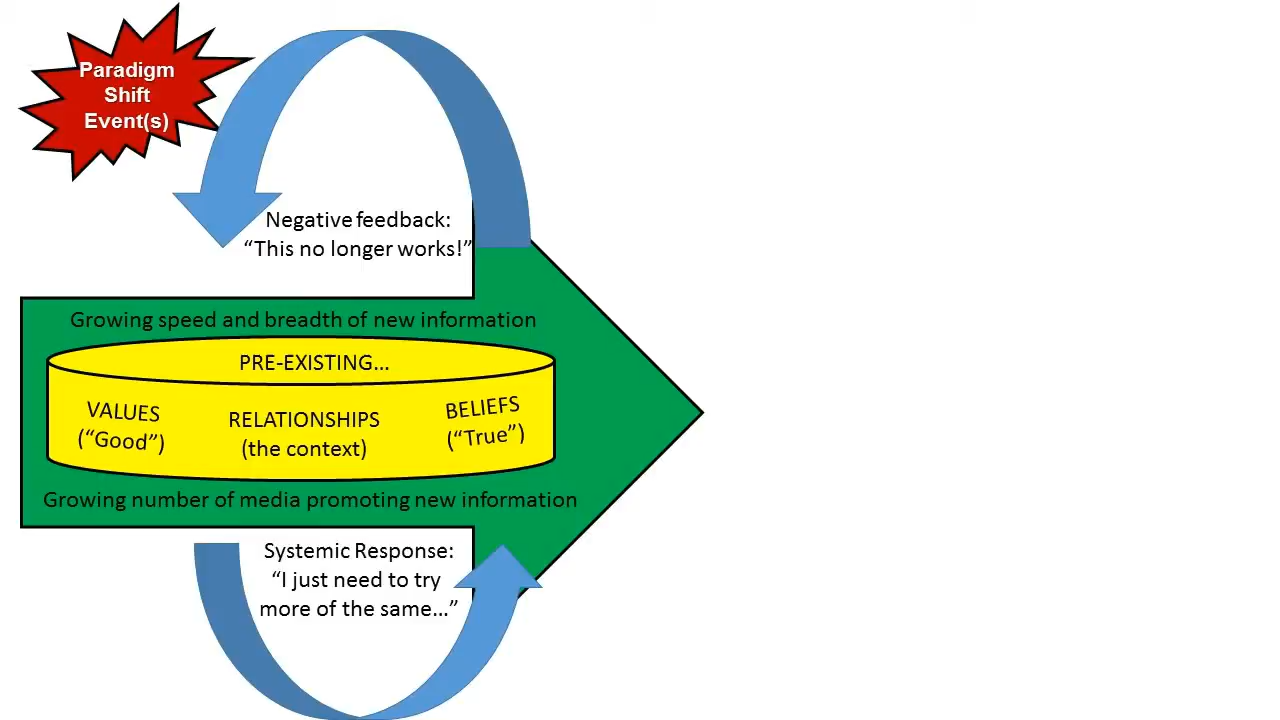 Paradigm
Shift
Event(s)
Negative feedback:
“This no longer works!”
Growing speed and breadth of new information
PRE-EXISTING...
VALUES
(“Good”)
RELATIONSHIPS
(the context)
BELIEFS
(“True”)
Growing number of media promoting new information
Systemic Response:
“I just need to try
more of the same...”